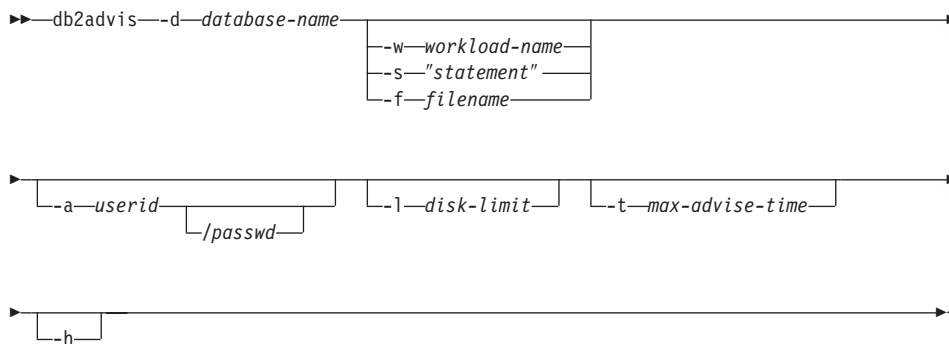 db2advis -d database-name
-w workload-name
-s "statement"
-f filename
-a userid -l disk-limit -t max-advise-time
/passwd
-h